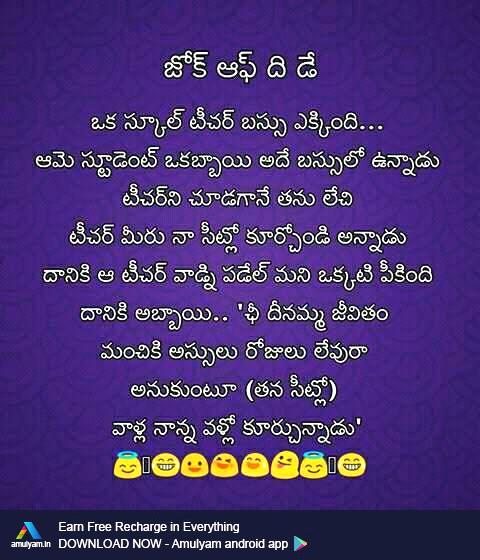 జోక్ ఆఫ్ ది డే
ఒక స్కూల్ టీచర్ బస్సు ఎక్కింది...
ఆమె స్టూడెంట్ ఒకబ్బాయి అదే బస్సులో ఉన్నాడు
టీచర్‌ని చూడగానే తను లేచి
టీచర్ మీరు నా సీట్లో కూర్చోండి అన్నాడు
దానికి ఆ టీచర్ వాడ్ని పడేల్ మని ఒక్కటి పీకింది
దానికి అబ్బాయి.. 'ఛీ దీనమ్మ జీవితం
మంచికి అస్సులు రోజులు లేవురా
అనుకుంటూ (తన సీట్లో)
వాళ్ల నాన్న వళ్లో కూర్చున్నాడు'
😇▯😁😃😅😄😜😇▯😁
amulyam.in
Earn Free Recharge in Everything
DOWNLOAD NOW - Amulyam android app